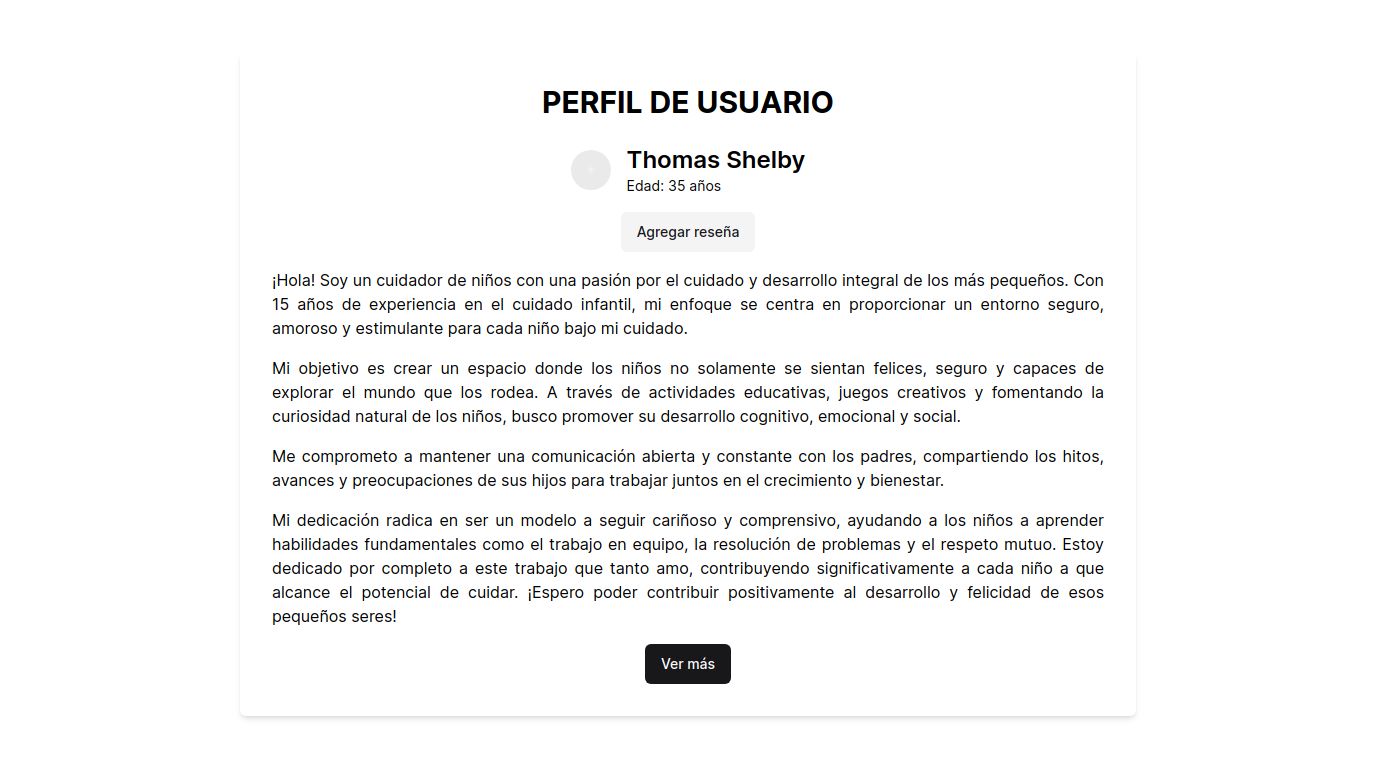 PERFIL DE USUARIO
Thomas Shelby
Edad: 35 años
Agregar reseña
¡Hola! Soy un cuidador de niños con una pasión por el cuidado y desarrollo integral de los más pequeños. Con
15 años de experiencia en el cuidado infantil, mi enfoque se centra en proporcionar un entorno seguro,
amoroso y estimulante para cada niño bajo mi cuidado.
Mi objetivo es crear un espacio donde los niños no solamente se sientan felices, seguro y capaces de
explorar el mundo que los rodea. A través de actividades educativas, juegos creativos y fomentando la
curiosidad natural de los niños, busco promover su desarrollo cognitivo, emocional y social.
Me comprometo a mantener una comunicación abierta y constante con los padres, compartiendo los hitos,
avances y preocupaciones de sus hijos para trabajar juntos en el crecimiento y bienestar.
Mi dedicación radica en ser un modelo a seguir cariñoso y comprensivo, ayudando a los niños a aprender
habilidades fundamentales como el trabajo en equipo, la resolución de problemas y el respeto mutuo. Estoy
dedicado por completo a este trabajo que tanto amo, contribuyendo significativamente a cada niño a que
alcance el potencial de cuidar. ¡Espero poder contribuir positivamente al desarrollo y felicidad de esos
pequeños seres!
Ver más